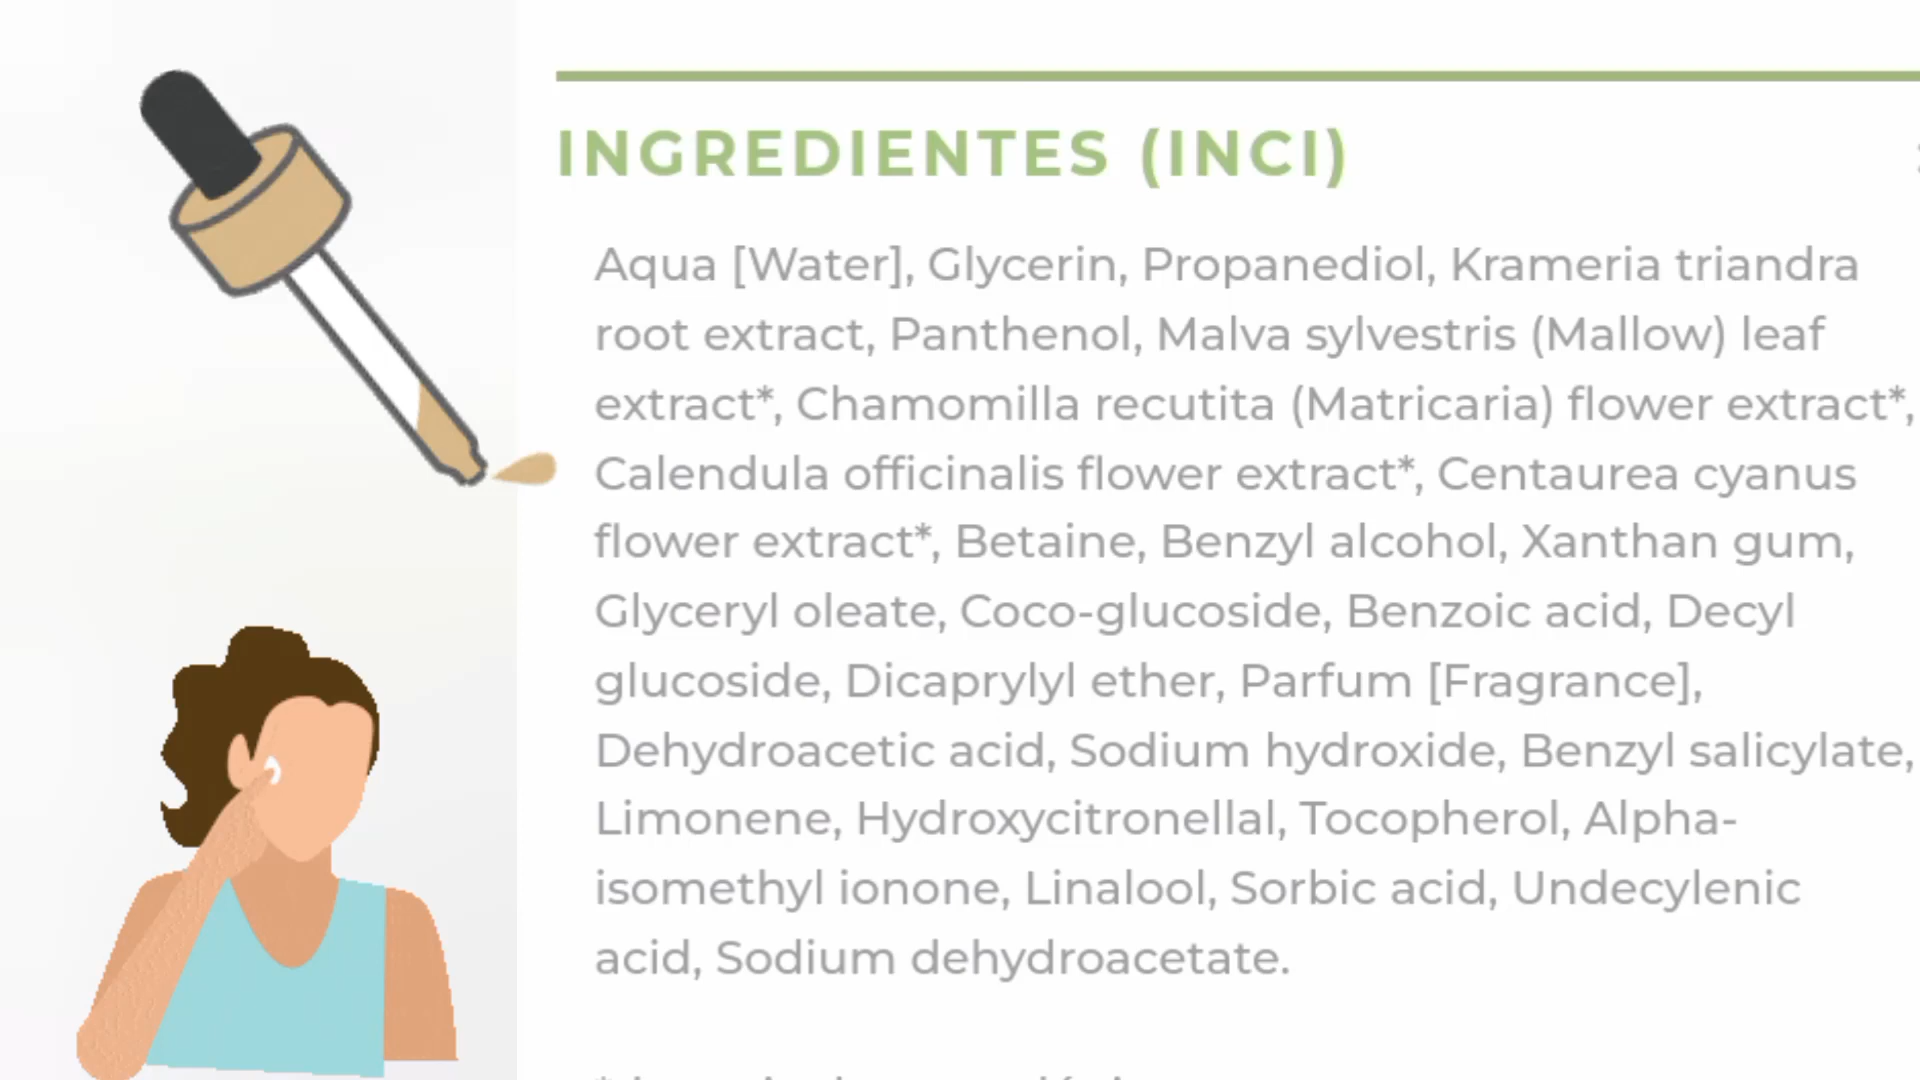 INGREDIENTES (INCI)
Aqua [Water], Glycerin, Propanediol, Krameria triandra
root extract, Panthenol, Malva sylvestris (Mallow) leaf
extract*, Chamomilla recutita (Matricaria) flower extract*,
Calendula officinalis flower extract*, Centaurea cyanus
flower extract*, Betaine, Benzyl alcohol, Xanthan gum,
Glyceryl oleate, Coco-glucoside, Benzoic acid, Decyl
glucoside, Dicaprylyl ether, Parfum [Fragrance],
Dehydroacetic acid, Sodium hydroxide, Benzyl salicylate,
Limonene, Hydroxycitronellal, Tocopherol, Alpha-
isomethyl ionone, Linalool, Sorbic acid, Undecylenic
acid, Sodium dehydroacetate.